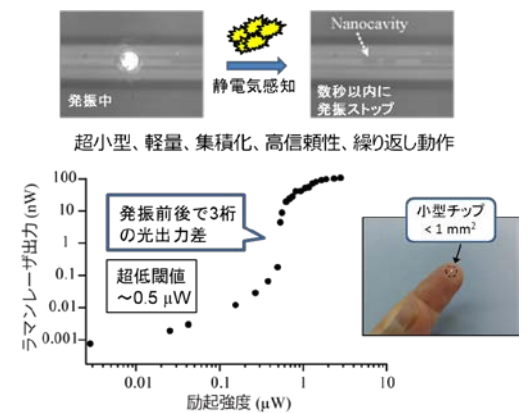 Nanocavity
発振中
静電気感知
数秒以内に
発振ストップ
超小型、軽量、集積化、高信頼性、繰り返し動作
ラマンレーザ出力 (nW)
100
10
1
0.1
0.01
0.001
発振前後で3桁
の光出力差
超低閾値
～0.5 μW
小型チップ
< 1 mm²
0.01
0.1
1
10
励起強度 (μW)